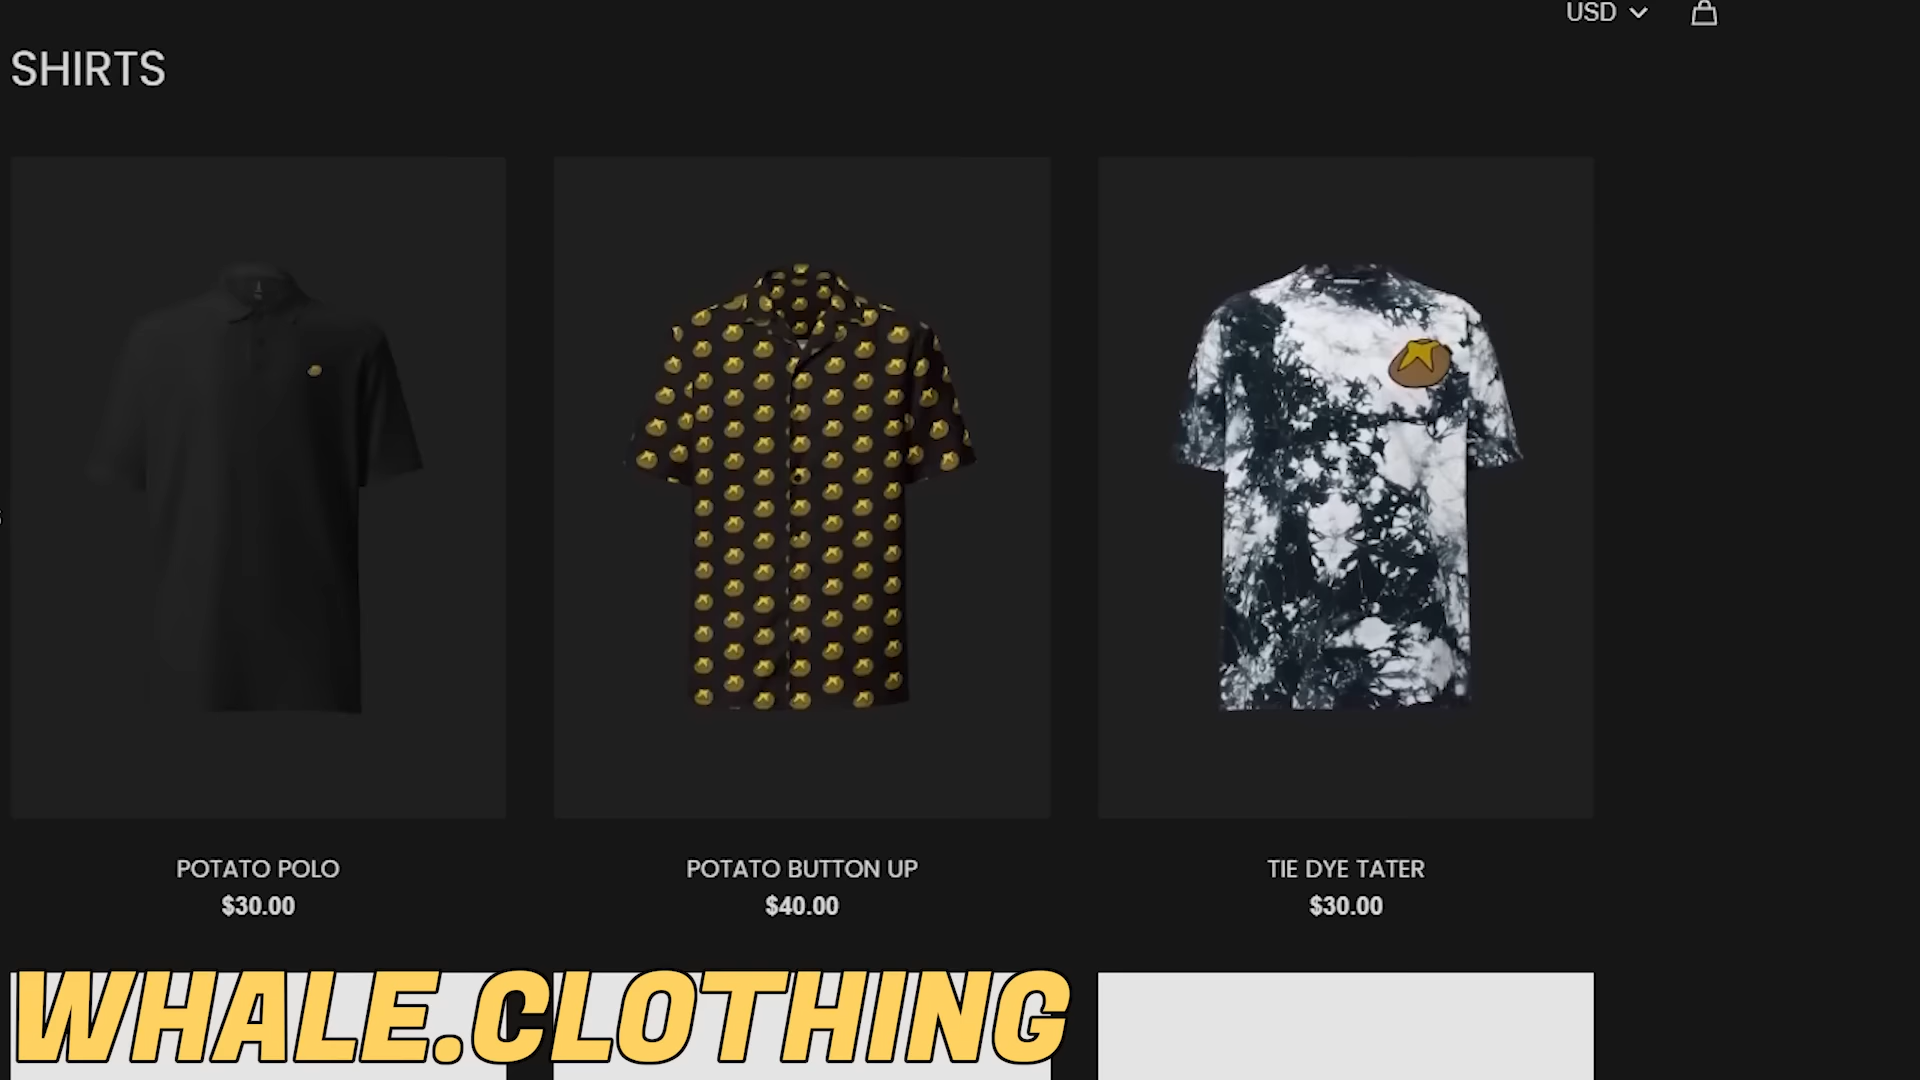 USD
SHIRTS
POTATO POLO
$30.00
POTATO BUTTON UP
$40.00
TIE DYE TATER
$30.00
WHALE.CLOTHING